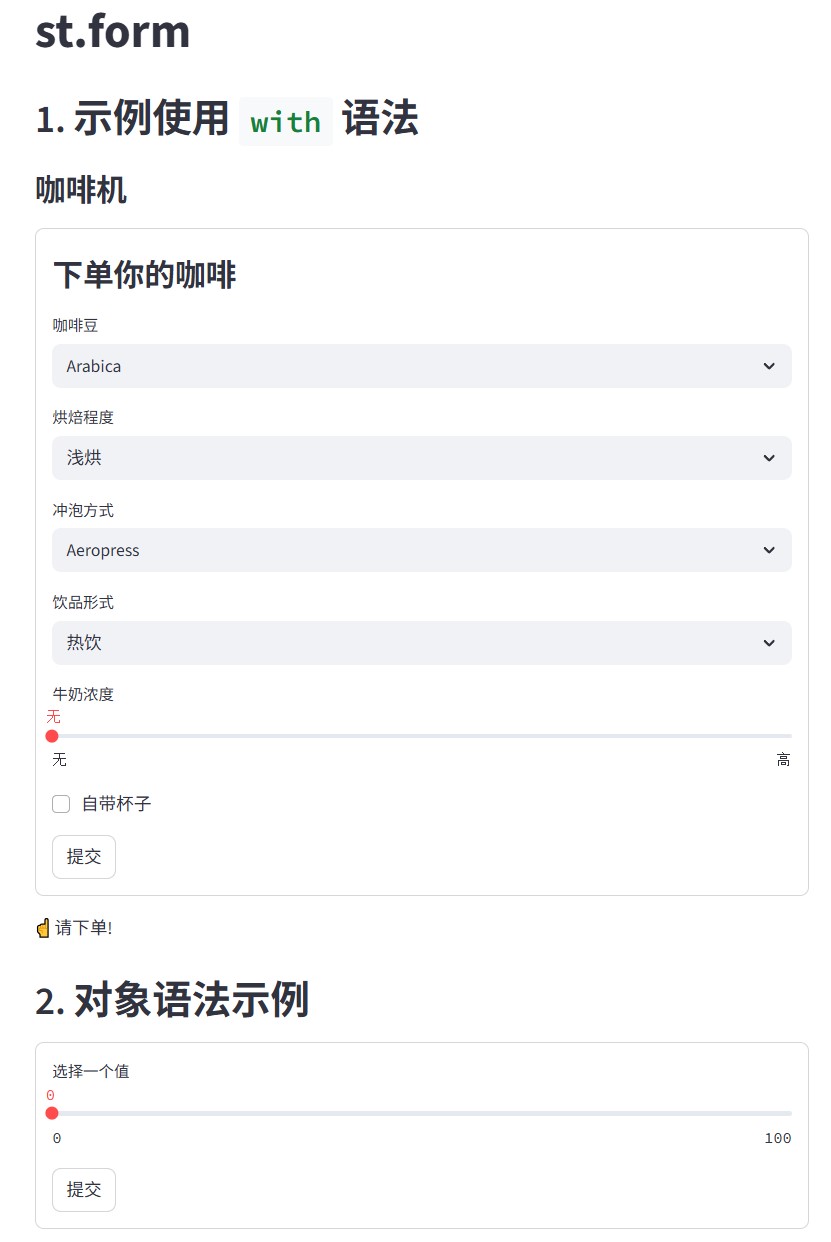 st.form
1. 示例使用 with 语法
咖啡机
下单你的咖啡
咖啡豆
Arabica
烘焙程度
浅烘
冲泡方式
Aeropress
饮品形式
热饮
牛奶浓度
无
无 高
自带杯子
提交
☝请下单!
2. 对象语法示例
选择一个值
0
0 100
提交